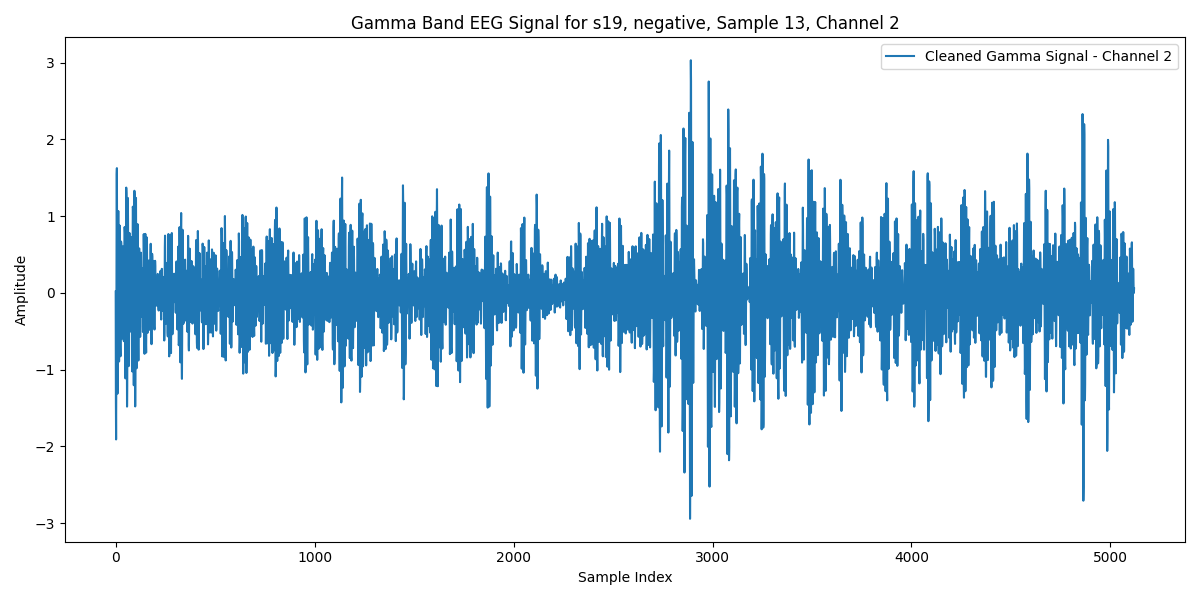 Gamma Band EEG Signal for s19, negative, Sample 13, Channel 2
Cleaned Gamma Signal - Channel 2
Amplitude
3
2
1
0
−1
−2
−3
0 1000 2000 3000 4000 5000
Sample Index